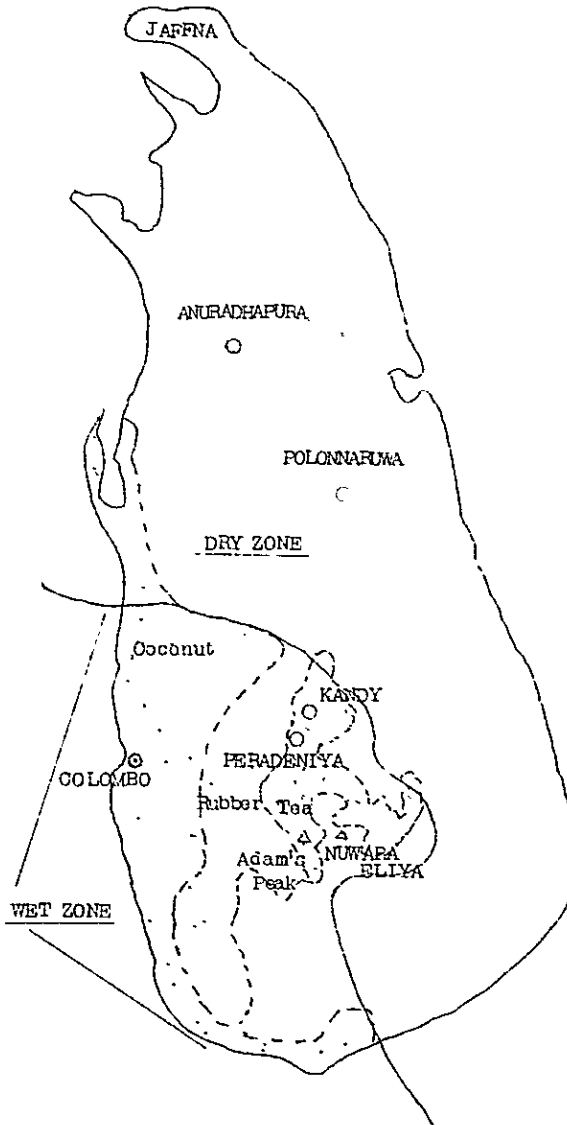 JAFFNA
ANURADHAPURA
POLONNARUWA
DRY ZONE
Coconut
KANDY
PERADENIYA
COLOMBO
Rubber Tea
Adam's
Peak
NUWARA
ELIYA
WET ZONE